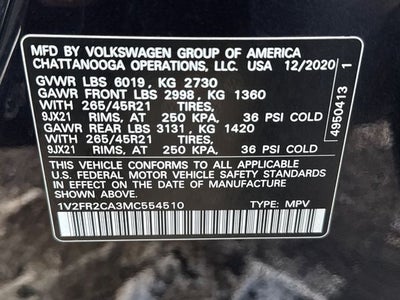 MFD BY VOLKSWAGEN GROUP OF AMERICA
CHATTANOOGA OPERATIONS, LLC. USA 12/2020
GVWR LBS 6019, KG 2730
GAWR FRONT LBS 2998, KG 1360
WITH 265/45R21 TIRES,
9JX21 RIMS, AT 250 KPA. 36 PSI COLD
GAWR REAR LBS 3131, KG 1420
WITH 265/45R21 TIRES,
9JX21 RIMS, AT 250 KPA. 36 PSI COLD
THIS VEHICLE CONFORMS TO ALL APPLICABLE
U.S. FEDERAL MOTOR VEHICLE SAFETY STANDARDS
IN EFFECT ON THE DATE OF MANUFACTURE
SHOWN ABOVE.
1V2FR2CA3MC554510 TYPE: MPV
4950413 1